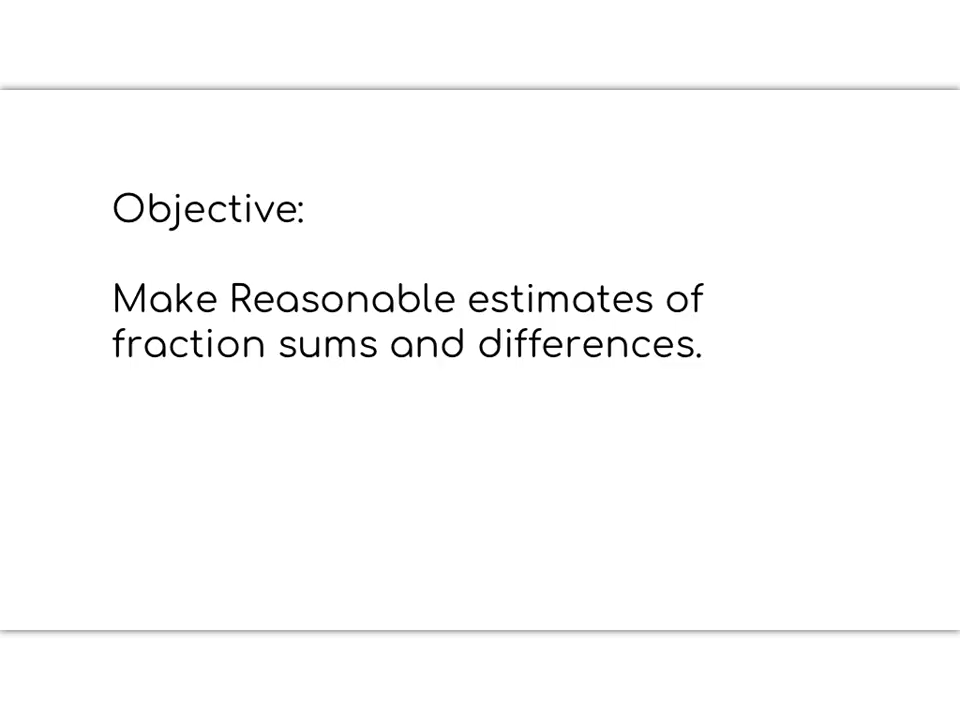 Objective:
Make Reasonable estimates of
fraction sums and differences.